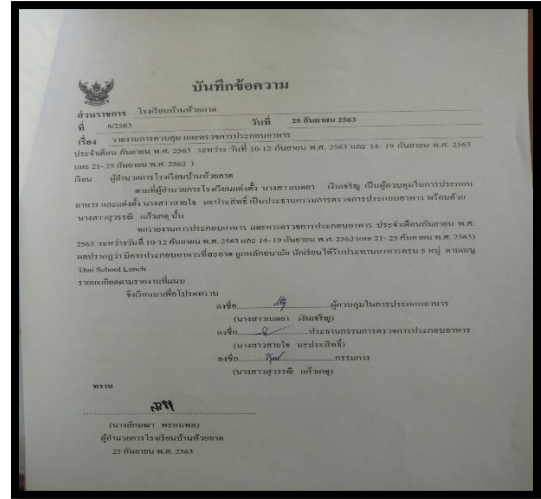 บันทึกข้อความ
ส่วนราชการ โรงเรียนบ้านห้วยลาด
ที่ 6/2563 วันที่ 25 กันยายน 2563
เรื่อง รายงานการควบคุม และตรวจการประกอบอาหาร
ประจำเดือน กันยายน พ.ศ. 2563 ระหว่าง วันที่ 10-12 กันยายน พ.ศ. 2563 และ 14- 19 กันยายน พ.ศ. 2563
และ 21- 25 กันยายน พ.ศ. 2563 )
เรียน ผู้อำนวยการโรงเรียนบ้านห้วยลาด
ตามที่ผู้อำนวยการโรงเรียนแต่งตั้ง นางสาว เงินเจริญ เป็นผู้ควบคุมในการประกอบ
อาหาร และแต่งตั้ง นางสาวสายใจ มะประสิทธิ์ เป็นประธานกรรมการตรวจการประกอบอาหาร พร้อมด้วย
นางสาวสุวรรณี แก้วเกตุ นั้น
ขอรายงานการประกอบอาหาร และการตรวจการประกอบอาหาร ประจำเดือนกันยายน พ.ศ.
2563 ระหว่างวันที่ 10-12 กันยายน พ.ศ. 2563 และ 14- 19 กันยายน พ.ศ. 2563 และ 21- 25 กันยายน พ.ศ. 2563)
ผลปรากฏว่า มีการประกอบอาหารที่สะอาด ถูกหลักอนามัย นักเรียนได้รับประทานอาหารครบ 5 หมู่ ตามเมนู
Thai School Lunch
รายละเอียดตามรายงานที่แนบ
จึงเรียนมาเพื่อโปรดทราบ
ลงชื่อ ผู้ควบคุมในการประกอบอาหาร
(นางสาว เงินเจริญ)
ลงชื่อ ประธานกรรมการตรวจการประกอบอาหาร
(นางสาวสายใจ มะประสิทธิ์)
ลงชื่อ กรรมการ
(นางสาวสุวรรณี แก้วเกตุ)
ทราบ
(นางลักษณา พรหมพอ)
ผู้อำนวยการโรงเรียนบ้านห้วยลาด
25 กันยายน พ.ศ. 2563